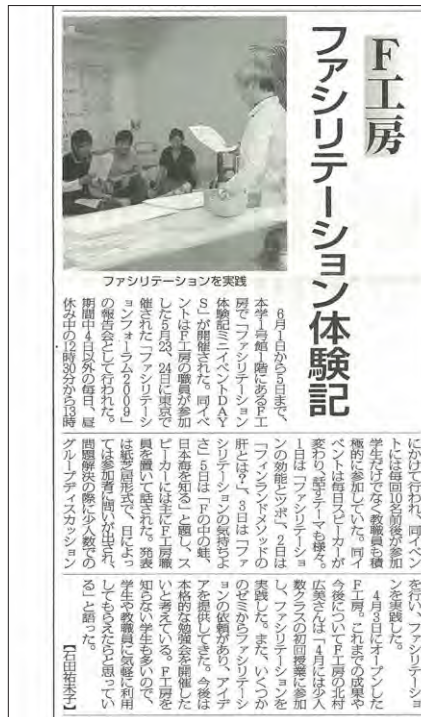 F工房
ファシリテーション体験記
ファシリテーションを実践
6月1日から5日まで、
本学1号館1階にあるF工
房で「ファシリテーション
体験記ミニイベントDAY
S」が開催された。同イベ
ントはF工房の職員が参加
した5月23、24日に東京で
催された「ファシリテーシ
ョンフォーラム2009」
の報告会として行われた。
期間中4日以外の毎日、昼
休み中の12時30分から13時
にかけて行われ、同イベン
トには毎回10名前後が参加
学生だけでなく教職員も積
極的に参加していた。同イ
ベントは毎日スピーカーが
変わり、話すテーマも様々。
1日は「ファシリテーショ
ンの効能とツボ」、2日は
「フィンランドメソッドの
肝とは?」、3日は「ファ
シリテーションの気持ちよ
さ」5日は「Fの中の蛙、
日本海を知る」と題し、ス
ピーカーには主にF工房職
員を置いて話された。発表
は紙芝居形式で、日によっ
ては参加者に問いが出され、
問題解決の際に少人数での
グループディスカッション
を行い、ファシリテーショ
ンを実践した。
4月3日にオープンした
F工房。これまでの成果や
今後についてF工房の北村
広美さんは「4月には少人
数クラスの初回授業に参加
し、ファシリテーションを
実践した。また、いくつか
のゼミからファシリテーシ
ョンの依頼があり、アイデ
アを提供してきた。今後は
本格的な勉強会を開催した
いと考えている。F工房を
知らない学生も多いので、
学生や教職員に気軽に利用
してもらえたらと思ってい
る」と語った。
【石田祐未子】